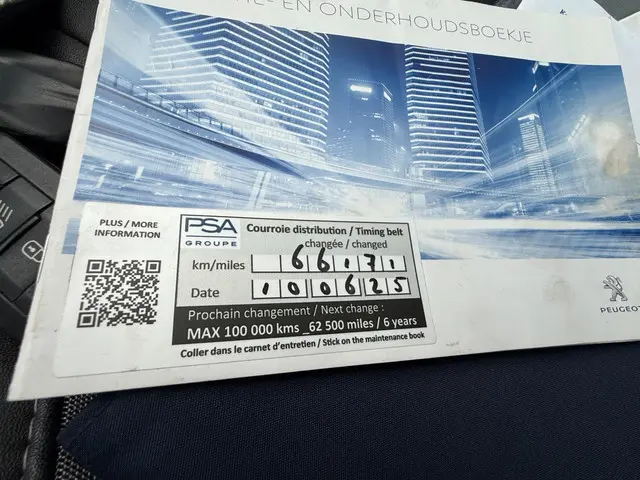 EN ONDERHOUDSBOEKJE
PLUS / MORE
INFORMATION
PSA
GROUPE
Courroie distribution / Timing belt
changée / changed
km/miles 66171
Date 100625
Prochain changement / Next change :
MAX 100 000 kms _62 500 miles / 6 years
Coller dans le carnet d'entretien / Stick on the maintenance book